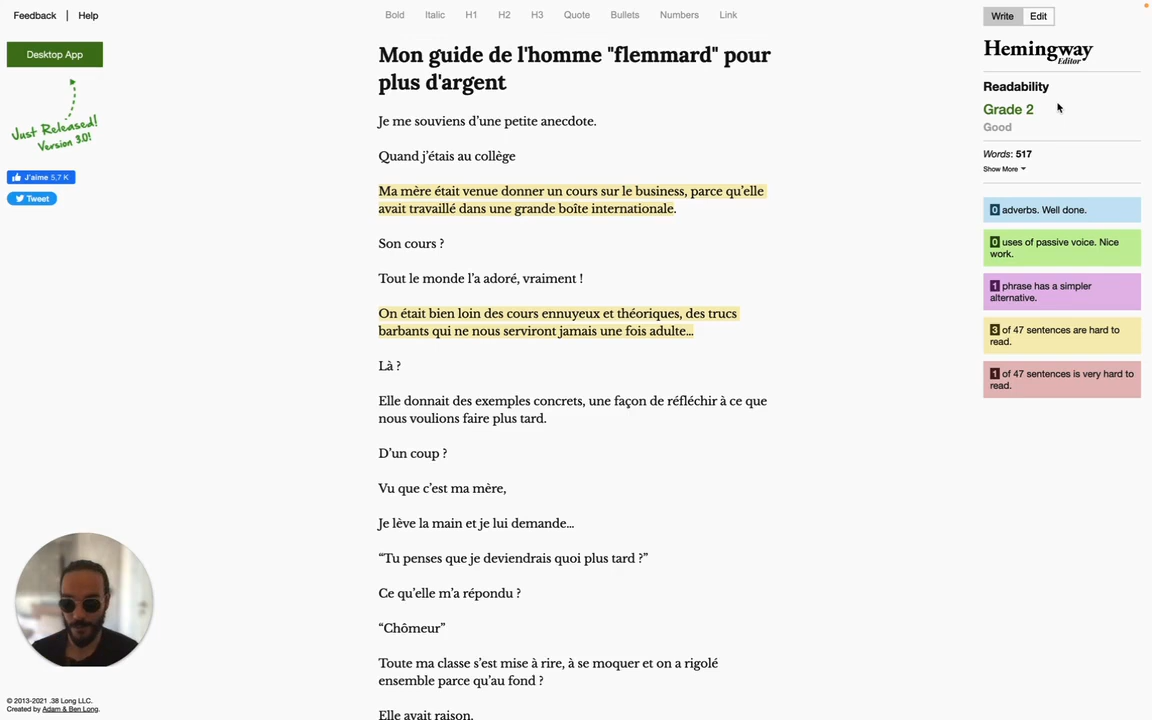 Feedback | Help
Bold Italic H1 H2 H3 Quote Bullets Numbers Link
Write Edit
Desktop App
Just Released!
Version 3.0!
J'aime 5,7 K
Tweet
Mon guide de l'homme "flemmard" pour
plus d'argent
Je me souviens d’une petite anecdote.
Quand j’étais au collège
Ma mère était venue donner un cours sur le business, parce qu’elle
avait travaillé dans une grande boîte internationale.
Son cours ?
Tout le monde l’a adoré, vraiment !
On était bien loin des cours ennuyeux et théoriques, des trucs
barbants qui ne nous serviront jamais une fois adulte…
Là ?
Elle donnait des exemples concrets, une façon de réfléchir à ce que
nous voulions faire plus tard.
D’un coup ?
Vu que c’est ma mère,
Je lève la main et je lui demande…
“Tu penses que je deviendrais quoi plus tard ?”
Ce qu’elle m’a répondu ?
“Chômeur”
Toute ma classe s’est mise à rire, à se moquer et on a rigolé
ensemble parce qu’au fond ?
Elle avait raison.
Hemingway
Editor
Readability
Grade 2
Good
Words: 517
Show More
0 adverbs. Well done.
0 uses of passive voice. Nice
work.
1 phrase has a simpler
alternative.
3 of 47 sentences are hard to
read.
1 of 47 sentences is very hard to
read.
© 2013-2021 .38 Long LLC.
Created by Adam & Ben Long.